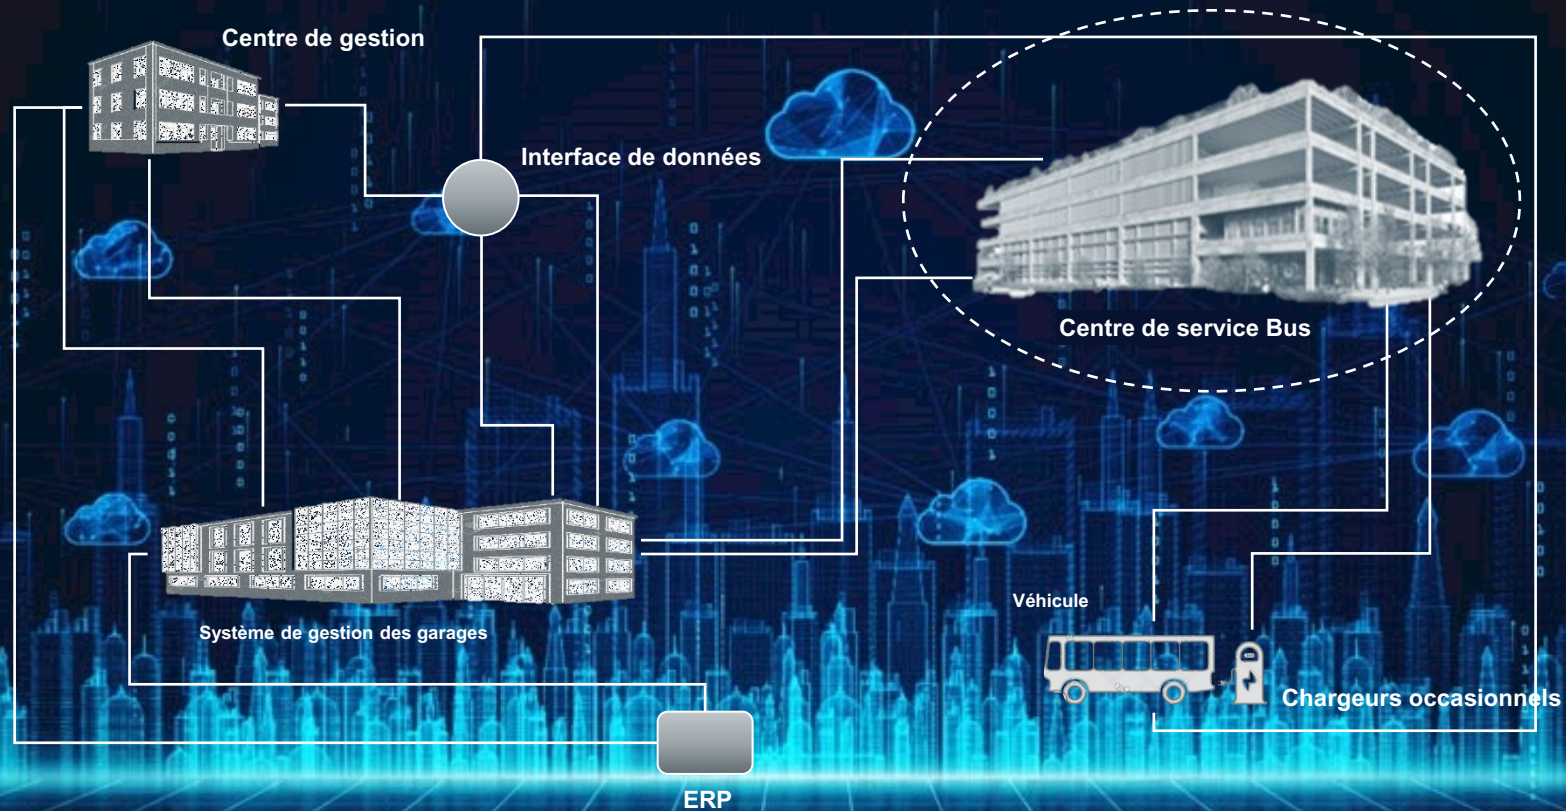 Centre de gestion
Interface de données
Centre de service Bus
Véhicule
Système de gestion des garages
Chargeurs occasionnels
ERP